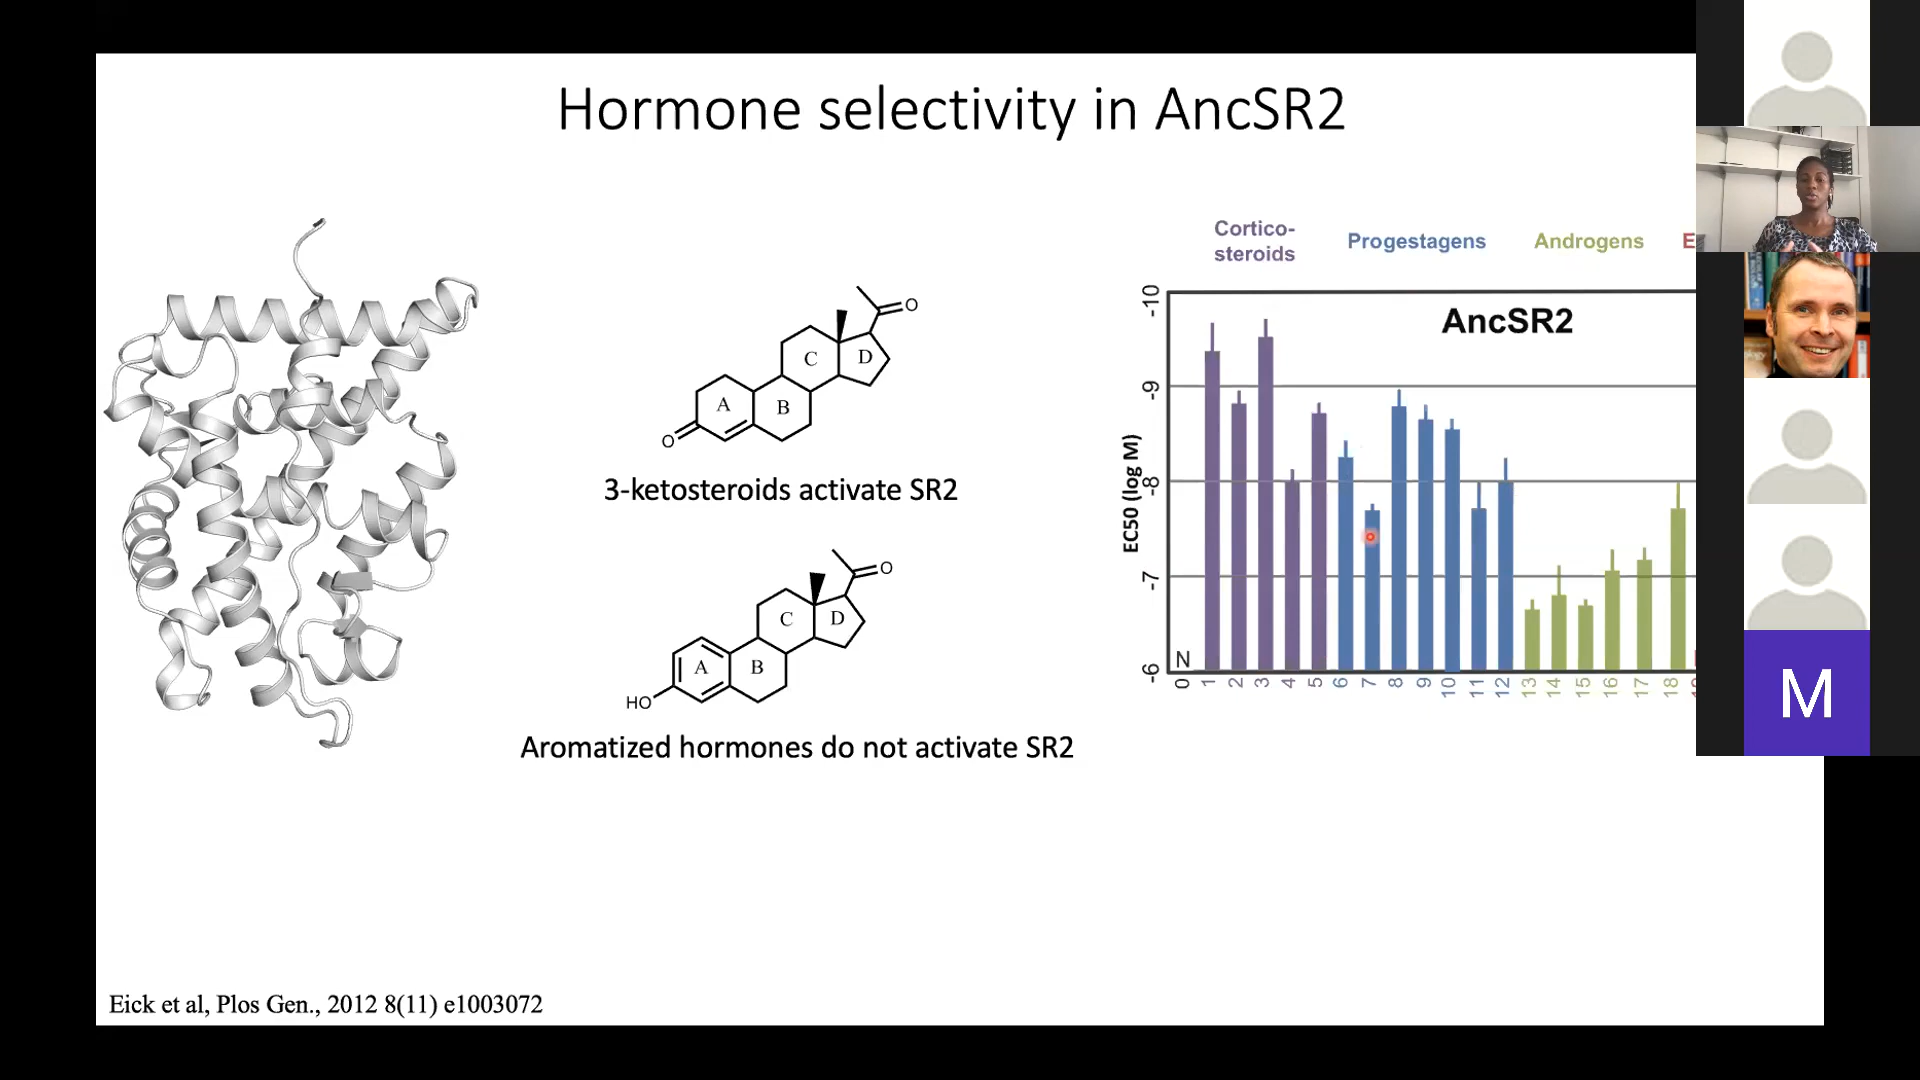 Hormone selectivity in AncSR2
O
C
D
A
B
O
3-ketosteroids activate SR2
O
C
D
A
B
HO
Aromatized hormones do not activate SR2
Cortico-
steroids
Progestagens
Androgens
E
AncSR2
EC50 (log M)
-10
-9
-8
-7
-6
N
0 1 2 3 4 5 6 7 8 9 10 11 12 13 14 15 16 17 18
M
Eick et al, Plos Gen., 2012 8(11) e1003072